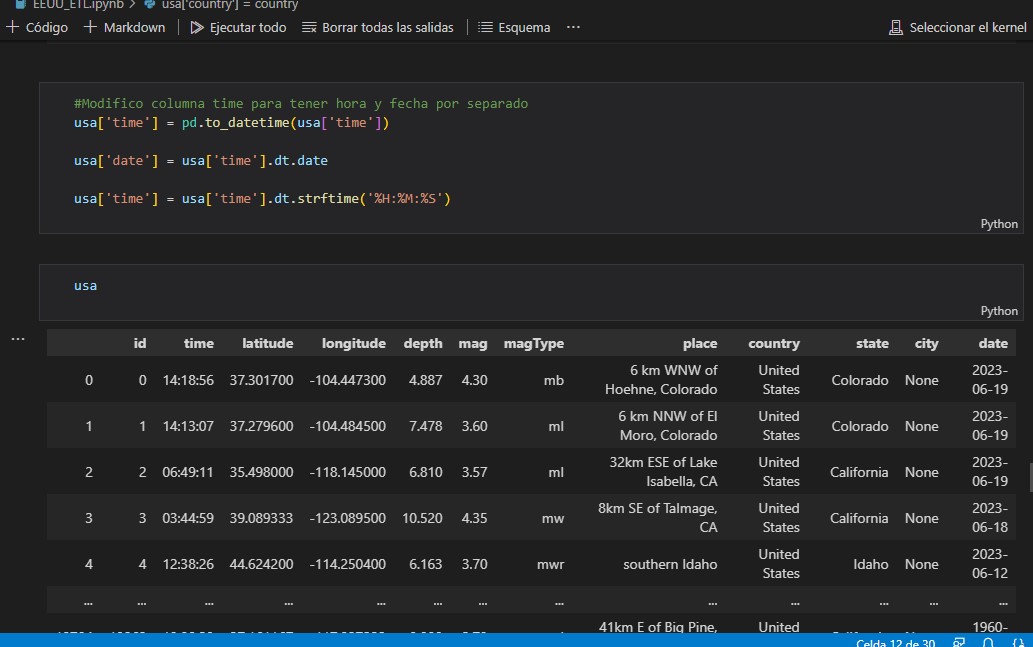 EEUU_ETL.ipynb > usa['country'] = country
+ Código + Markdown Ejecutar todo Borrar todas las salidas Esquema ... Seleccionar el kernel
#Modifico columna time para tener hora y fecha por separado
usa['time'] = pd.to_datetime(usa['time'])
usa['date'] = usa['time'].dt.date
usa['time'] = usa['time'].dt.strftime('%H:%M:%S')
Python
usa
Python
...
id time latitude longitude depth mag magType place country state city date
0 0 14:18:56 37.301700 -104.447300 4.887 4.30 mb 6 km WNW of Hoehne, Colorado United States Colorado None 2023-06-19
1 1 14:13:07 37.279600 -104.484500 7.478 3.60 ml 6 km NNW of El Moro, Colorado United States Colorado None 2023-06-19
2 2 06:49:11 35.498000 -118.145000 6.810 3.57 ml 32km ESE of Lake Isabella, CA United States California None 2023-06-19
3 3 03:44:59 39.089333 -123.089500 10.520 4.35 mw 8km SE of Talmage, CA United States California None 2023-06-18
4 4 12:38:26 44.624200 -114.250400 6.163 3.70 mwr southern Idaho United States Idaho None 2023-06-12
... ... ... ... ... ... ... ... ... ... ... ... ...
41km E of Big Pine, United 1960-
Celda 12 de 30